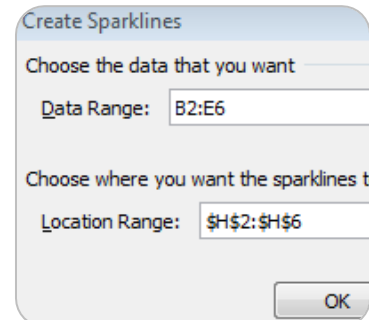 Create Sparklines
Choose the data that you want
Data Range: B2:E6
Choose where you want the sparklines t
Location Range: $H$2:$H$6
OK